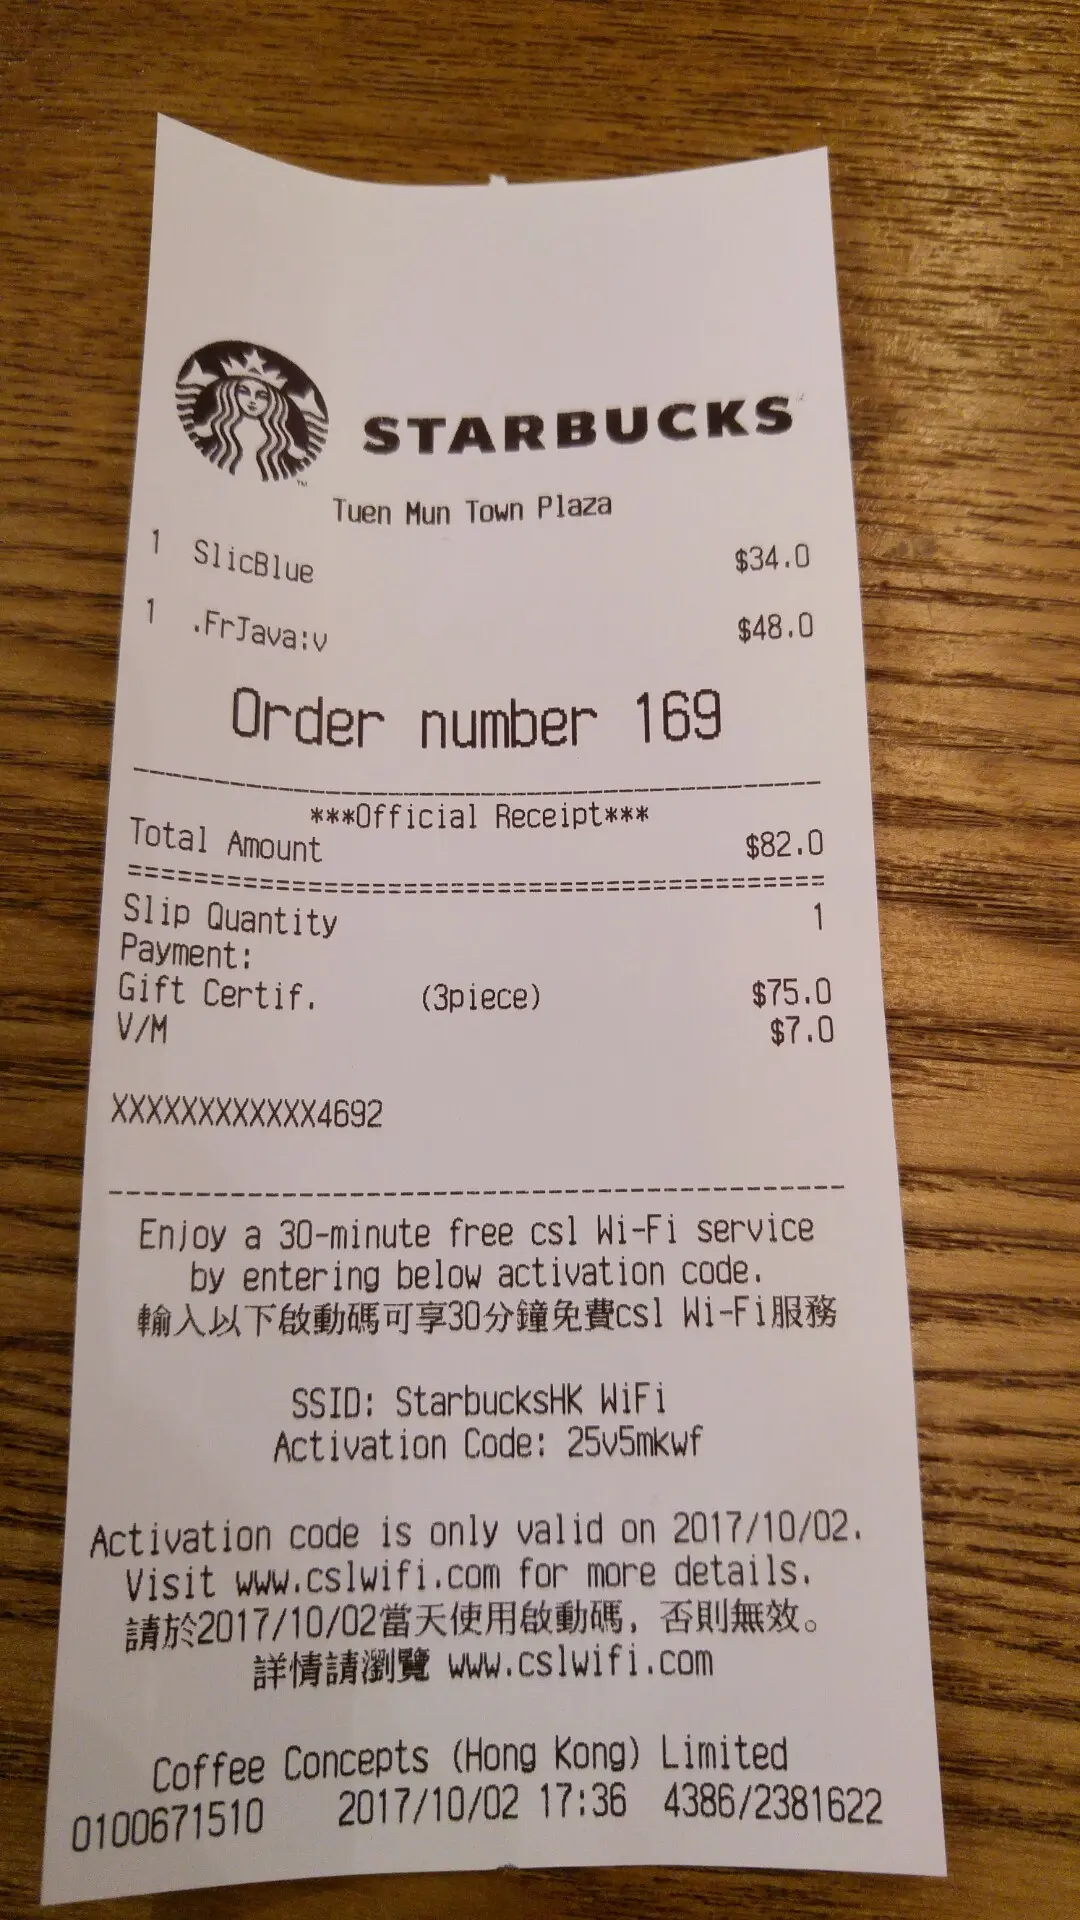 STARBUCKS
Tuen Mun Town Plaza
1 SlicBlue $34.0
1 .FrJava:v $48.0
Order number 169
***Official Receipt***
Total Amount $82.0
Slip Quantity 1
Payment:
Gift Certif. (3piece) $75.0
V/M $7.0
XXXXXXXXXXXX4692
Enjoy a 30-minute free csl Wi-Fi service
by entering below activation code.
輸入以下啟動碼可享30分鐘免費csl Wi-Fi服務
SSID: StarbucksHK WiFi
Activation Code: 25v5mkwf
Activation code is only valid on 2017/10/02.
Visit www.cslwifi.com for more details.
請於2017/10/02當天使用啟動碼, 否則無效。
詳情請瀏覽 www.cslwifi.com
Coffee Concepts (Hong Kong) Limited
0100671510 2017/10/02 17:36 4386/2381622